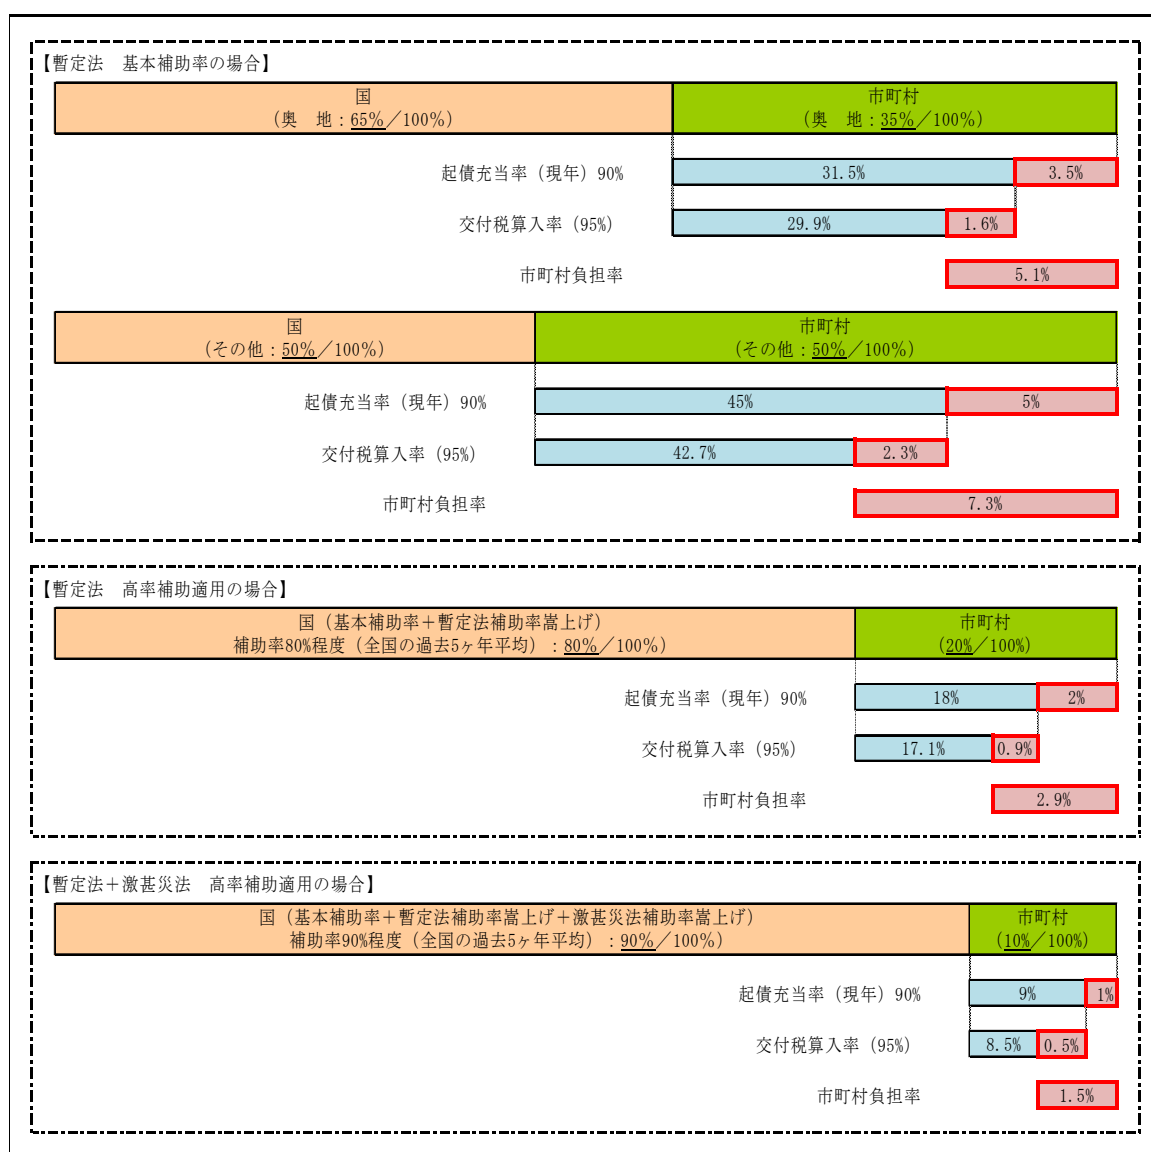 【暫定法　基本補助率の場合】
国
（奥　地：65%／100%）
市町村
（奥　地：35%／100%）
起債充当率（現年）90%
31.5%
3.5%
交付税算入率（95%）
29.9%
1.6%
市町村負担率
5.1%
国
（その他：50%／100%）
市町村
（その他：50%／100%）
起債充当率（現年）90%
45%
5%
交付税算入率（95%）
42.7%
2.3%
市町村負担率
7.3%
【暫定法　高率補助適用の場合】
国（基本補助率＋暫定法補助率嵩上げ）
補助率80%程度（全国の過去5ヶ年平均）：80%／100%）
市町村
（20%／100%）
起債充当率（現年）90%
18%
2%
交付税算入率（95%）
17.1%
0.9%
市町村負担率
2.9%
【暫定法＋激甚災法　高率補助適用の場合】
国（基本補助率＋暫定法補助率嵩上げ＋激甚災法補助率嵩上げ）
補助率90%程度（全国の過去5ヶ年平均）：90%／100%）
市町村
（10%／100%）
起債充当率（現年）90%
9%
1%
交付税算入率（95%）
8.5%
0.5%
市町村負担率
1.5%